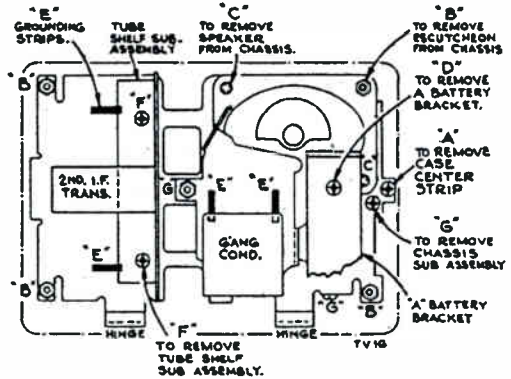 "E"
GROUNDING
STRIPS.
TUBE
SHELF SUB-
ASSEMBLY
"C"
TO REMOVE
SPEAKER
FROM CHASSIS.
"B"
TO REMOVE
ESCUTCHEON
FROM CHASSIS
"D"
TO REMOVE
A BATTERY
BRACKET.
"A"
TO REMOVE
CASE
CENTER
STRIP
"G"
TO REMOVE
CHASSIS
SUB ASSEMBLY
"A" BATTERY
BRACKET
"B"
"F"
2ND. I.F.
TRANS.
"G"
"E"
"E"
"C"
GANG
COND.
"E"
"B"
"G"
"B"
HINGE
HINGE
TV16
"F"
TO REMOVE
TUBE SHELF
SUB ASSEMBLY.